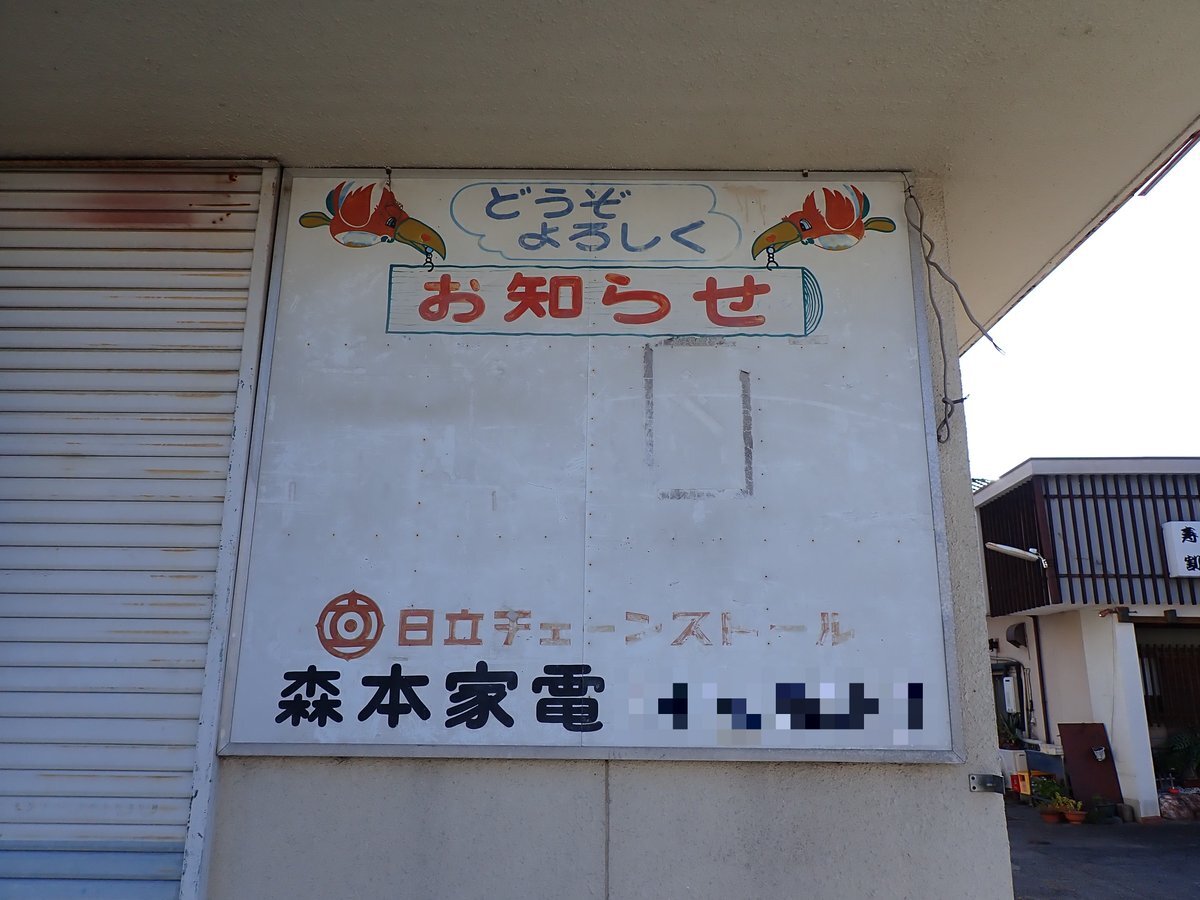 どうぞ
よろしく
お知らせ
日立チェーンストール
森本家電
寿